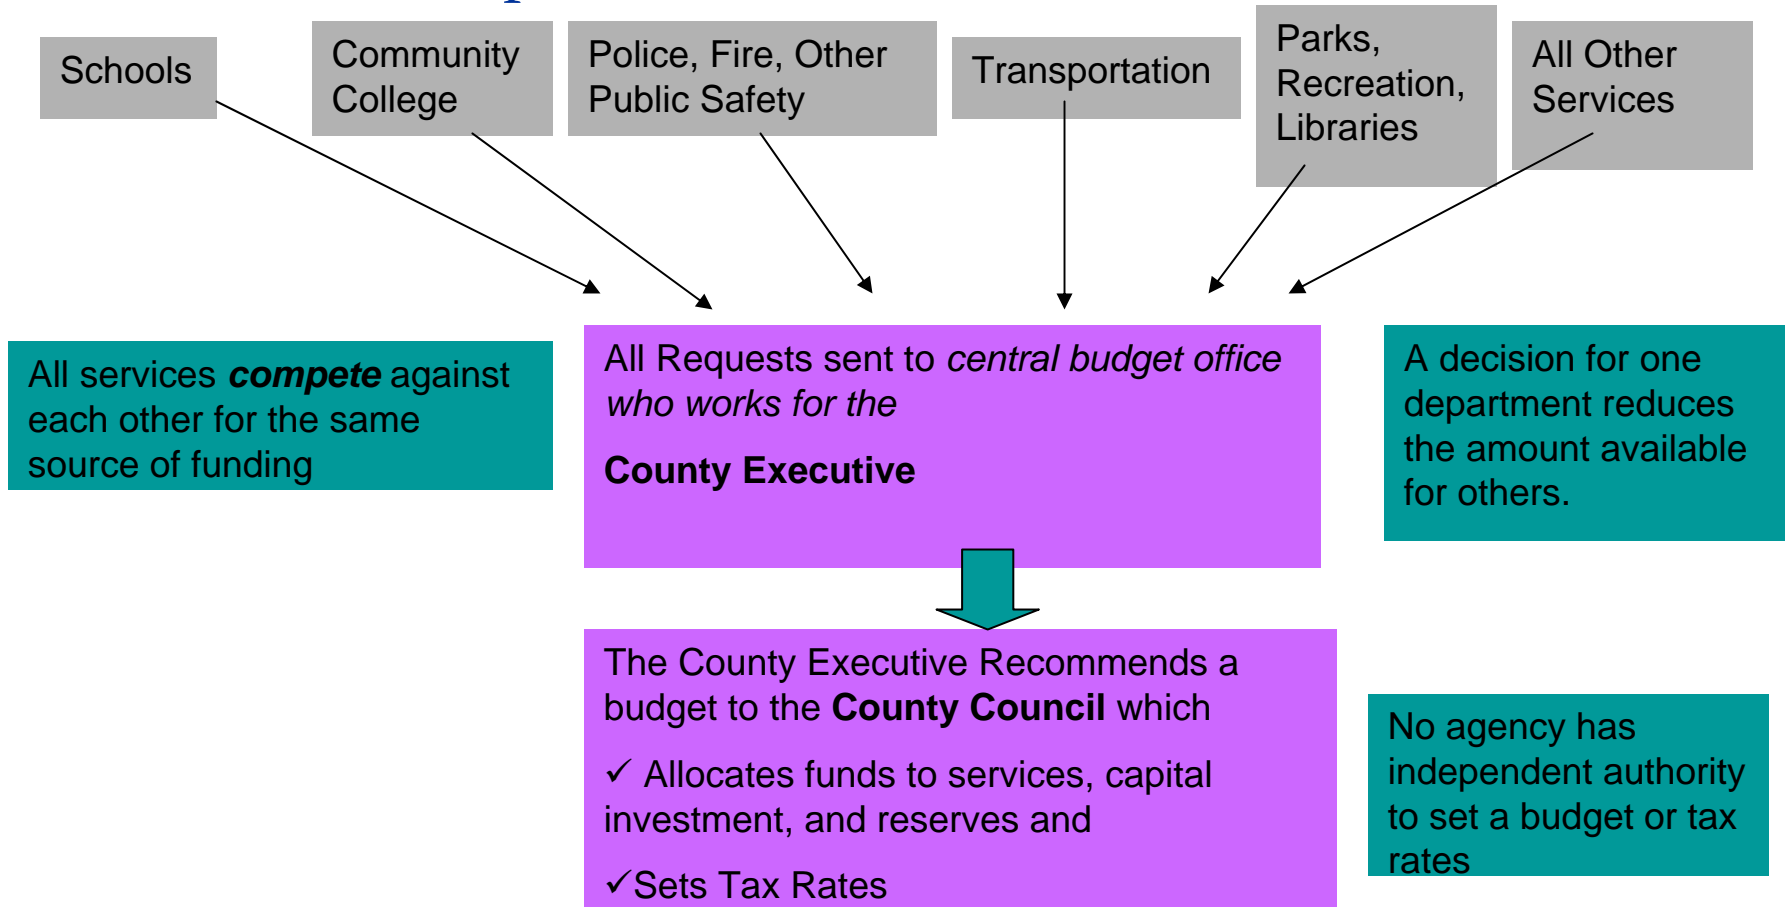 Schools
Community
College
Police, Fire, Other
Public Safety
Transportation
Parks,
Recreation,
Libraries
All Other
Services
All services compete against
each other for the same
source of funding
All Requests sent to central budget office
who works for the
County Executive
A decision for one
department reduces
the amount available
for others.
The County Executive Recommends a
budget to the County Council which
✓ Allocates funds to services, capital
investment, and reserves and
✓Sets Tax Rates
No agency has
independent authority
to set a budget or tax
rates